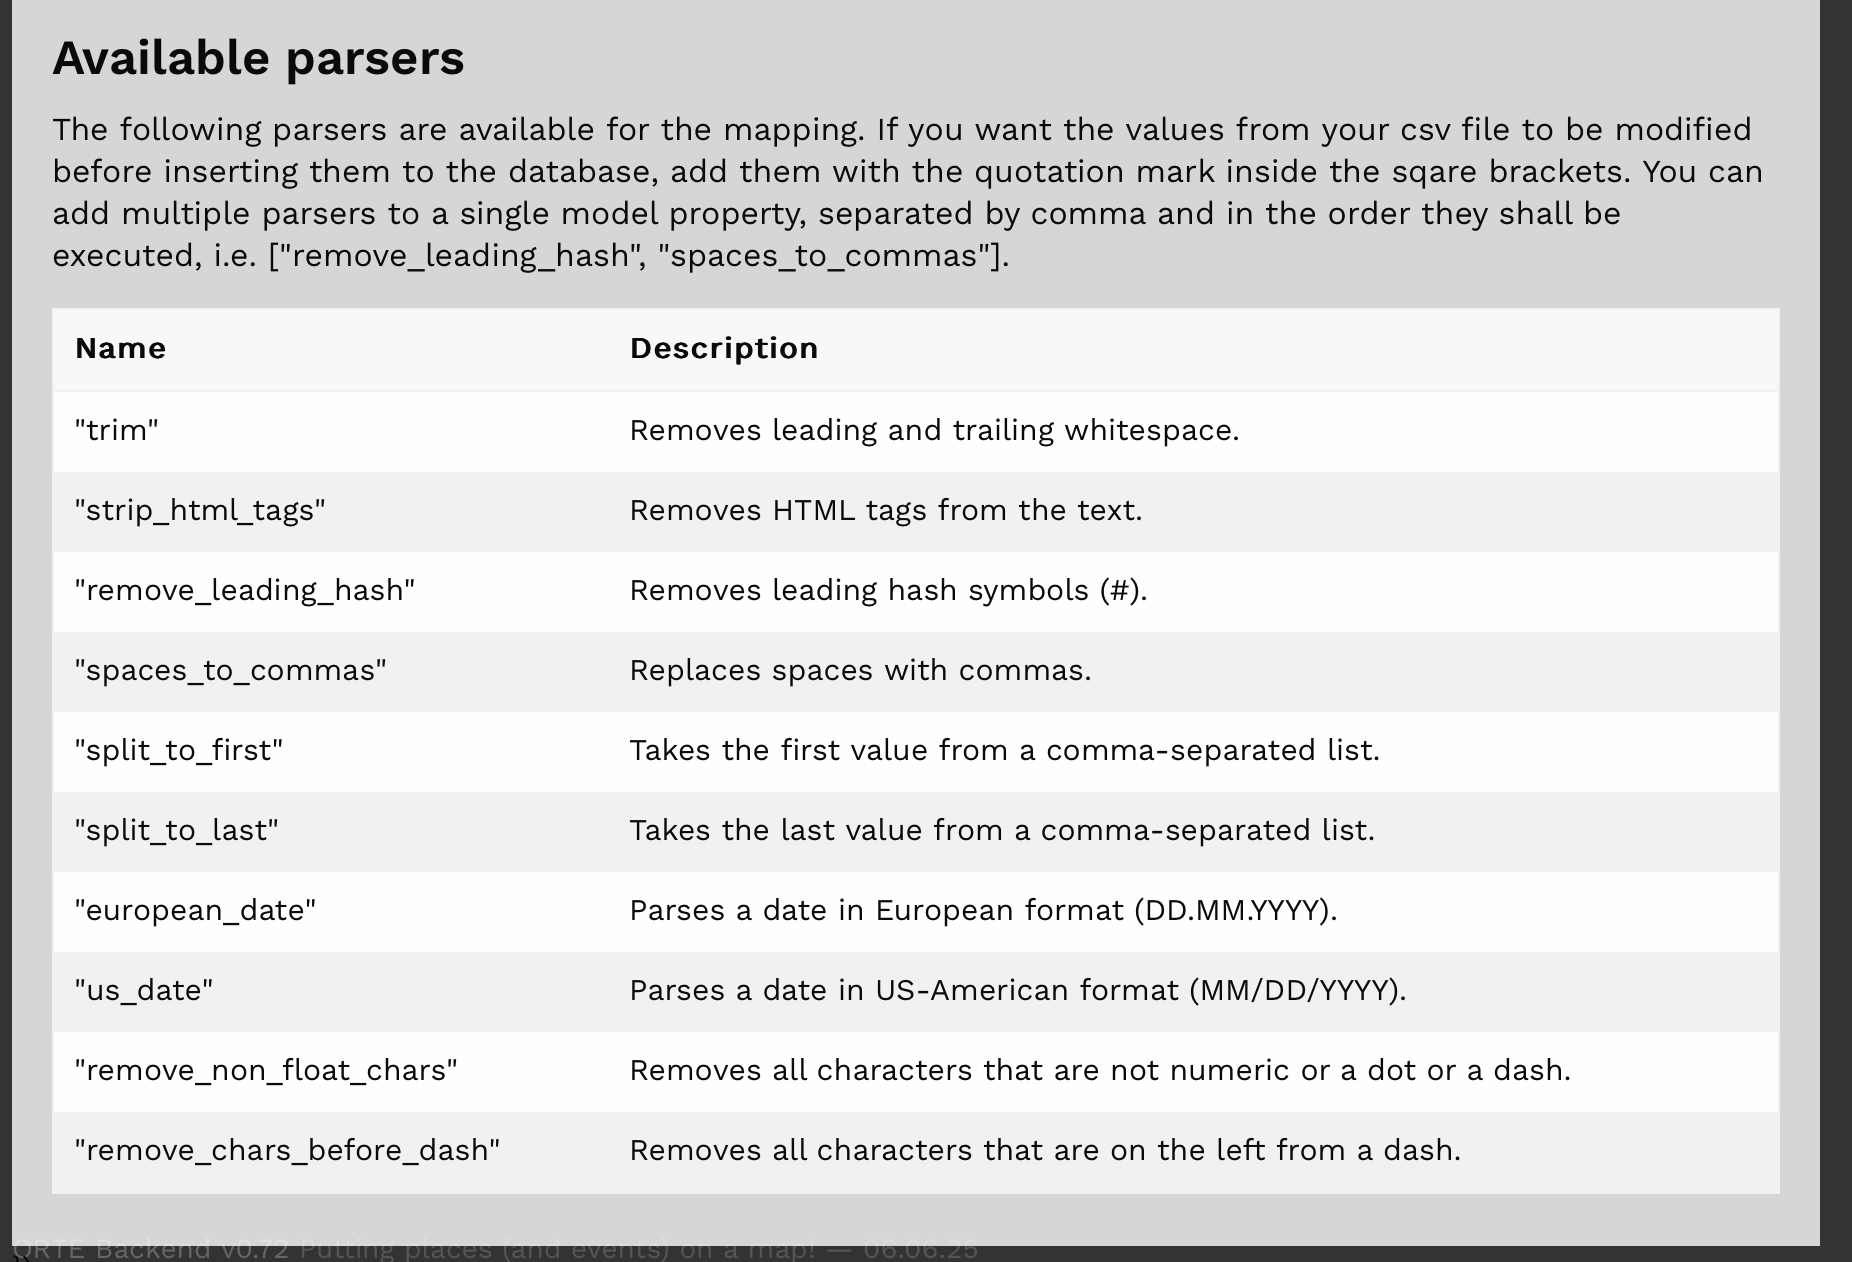 Available parsers
The following parsers are available for the mapping. If you want the values from your csv file to be modified
before inserting them to the database, add them with the quotation mark inside the sqare brackets. You can
add multiple parsers to a single model property, separated by comma and in the order they shall be
executed, i.e. ["remove_leading_hash", "spaces_to_commas"].
Name Description
"trim" Removes leading and trailing whitespace.
"strip_html_tags" Removes HTML tags from the text.
"remove_leading_hash" Removes leading hash symbols (#).
"spaces_to_commas" Replaces spaces with commas.
"split_to_first" Takes the first value from a comma-separated list.
"split_to_last" Takes the last value from a comma-separated list.
"european_date" Parses a date in European format (DD.MM.YYYY).
"us_date" Parses a date in US-American format (MM/DD/YYYY).
"remove_non_float_chars" Removes all characters that are not numeric or a dot or a dash.
"remove_chars_before_dash" Removes all characters that are on the left from a dash.
ORTE Backend v0.72 Putting places (and events) on a map! — 06.06.25